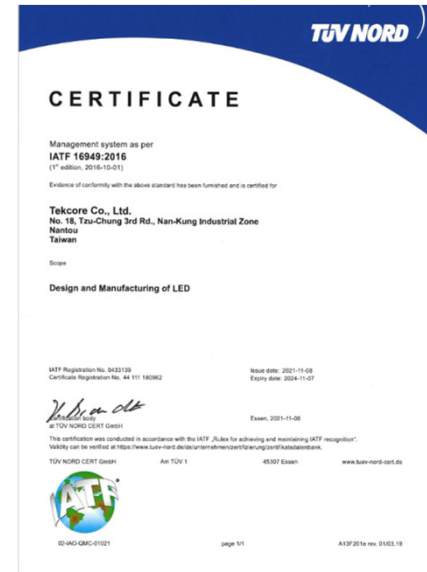 TÜV NORD
CERTIFICATE
Management system as per
IATF 16949:2016
(1st edition, 2016-10-01)
Evidence of conformity with the above standard has been furnished and is certified for
Tekcore Co., Ltd.
No. 18, Tzu-Chung 3rd Rd., Nan-Kung Industrial Zone
Nantou
Taiwan
Scope
Design and Manufacturing of LED
IATF Registration No. 0433139
Certificate Registration No. 44 111 180962
Issue date: 2021-11-08
Expiry date: 2024-11-07
Certification body
at TÜV NORD CERT GmbH
Essen, 2021-11-08
This certification was conducted in accordance with the IATF „Rules for achieving and maintaining IATF recognition".
Validity can be verified at https://www.tuev-nord.de/de/unternehmen/zertifizierung/zertifikatsdatenbank.
TÜV NORD CERT GmbH Am TÜV 1 45307 Essen www.tuev-nord-cert.de
IATF
02-IAO-QMC-01021 page 1/1 A13F201e rev. 01/03.19